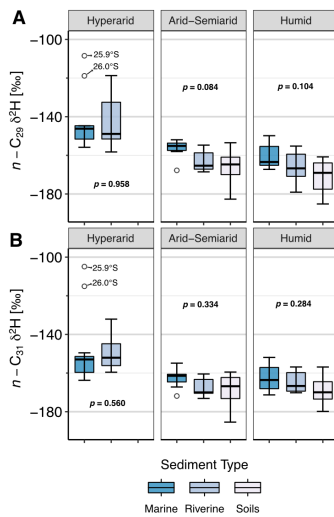 A
Hyperarid Arid−Semiarid Humid
n − C29 δ²H [‰]
−100
−140
−180
25.9°S
26.0°S
p = 0.958
p = 0.084
p = 0.104
B
Hyperarid Arid−Semiarid Humid
n − C31 δ²H [‰]
−100
−140
−180
25.9°S
26.0°S
p = 0.560
p = 0.334
p = 0.284
Sediment Type
Marine Riverine Soils